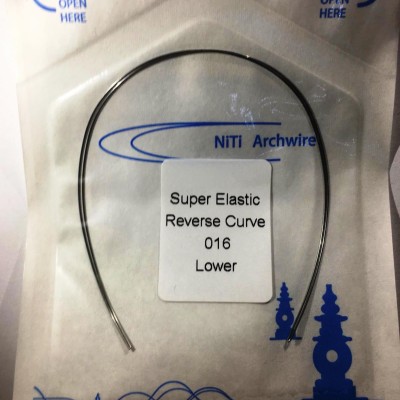 OPEN
HERE
OPEN
HERE
NiTi Archwire
Super Elastic
Reverse Curve
016
Lower